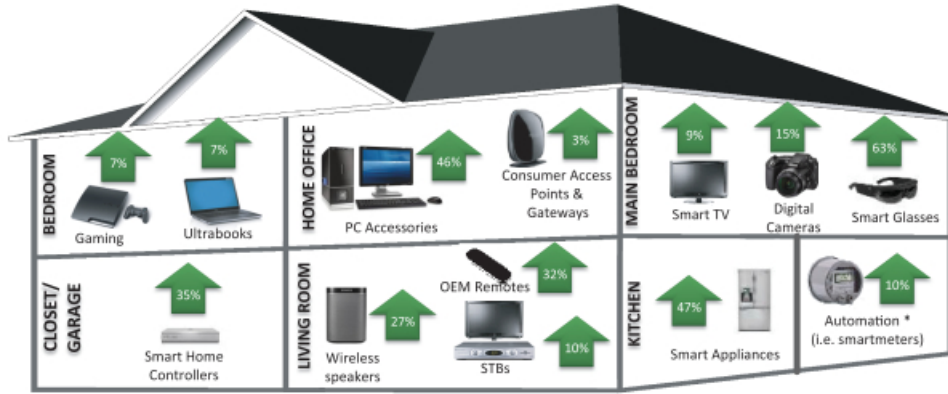 BEDROOM
7%
Gaming
7%
Ultrabooks
HOME OFFICE
46%
PC Accessories
3%
Consumer Access
Points &
Gateways
MAIN BEDROOM
9%
Smart TV
15%
Digital
Cameras
63%
Smart Glasses
CLOSET/
GARAGE
35%
Smart Home
Controllers
LIVING ROOM
27%
Wireless
speakers
OEM Remotes
32%
10%
STBs
KITCHEN
47%
Smart Appliances
10%
Automation *
(i.e. smartmeters)